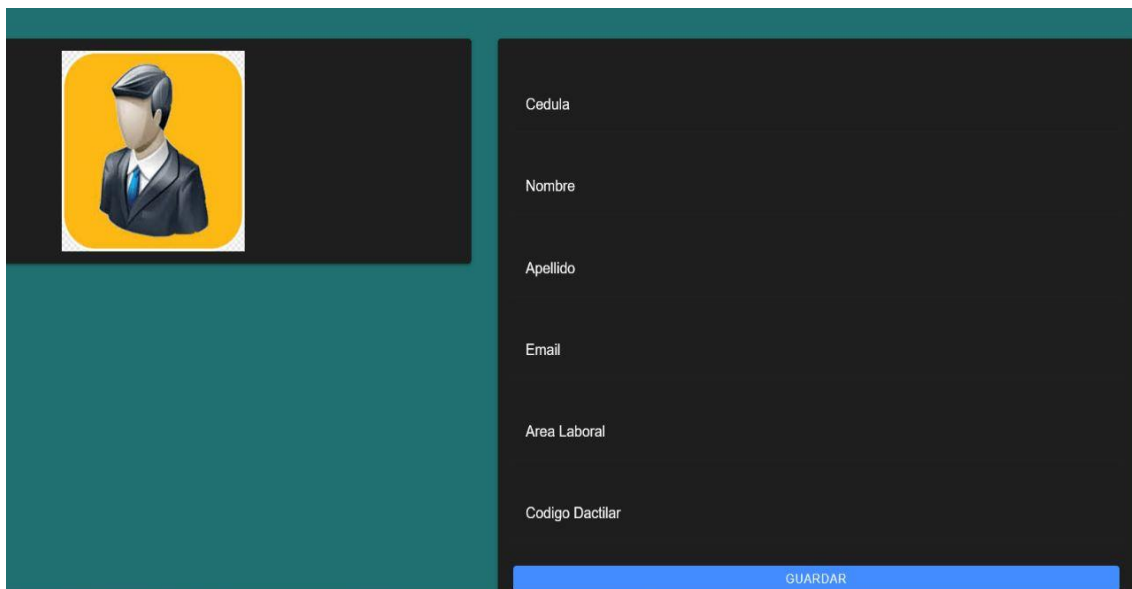 Cedula
Nombre
Apellido
Email
Area Laboral
Codigo Dactilar
GUARDAR